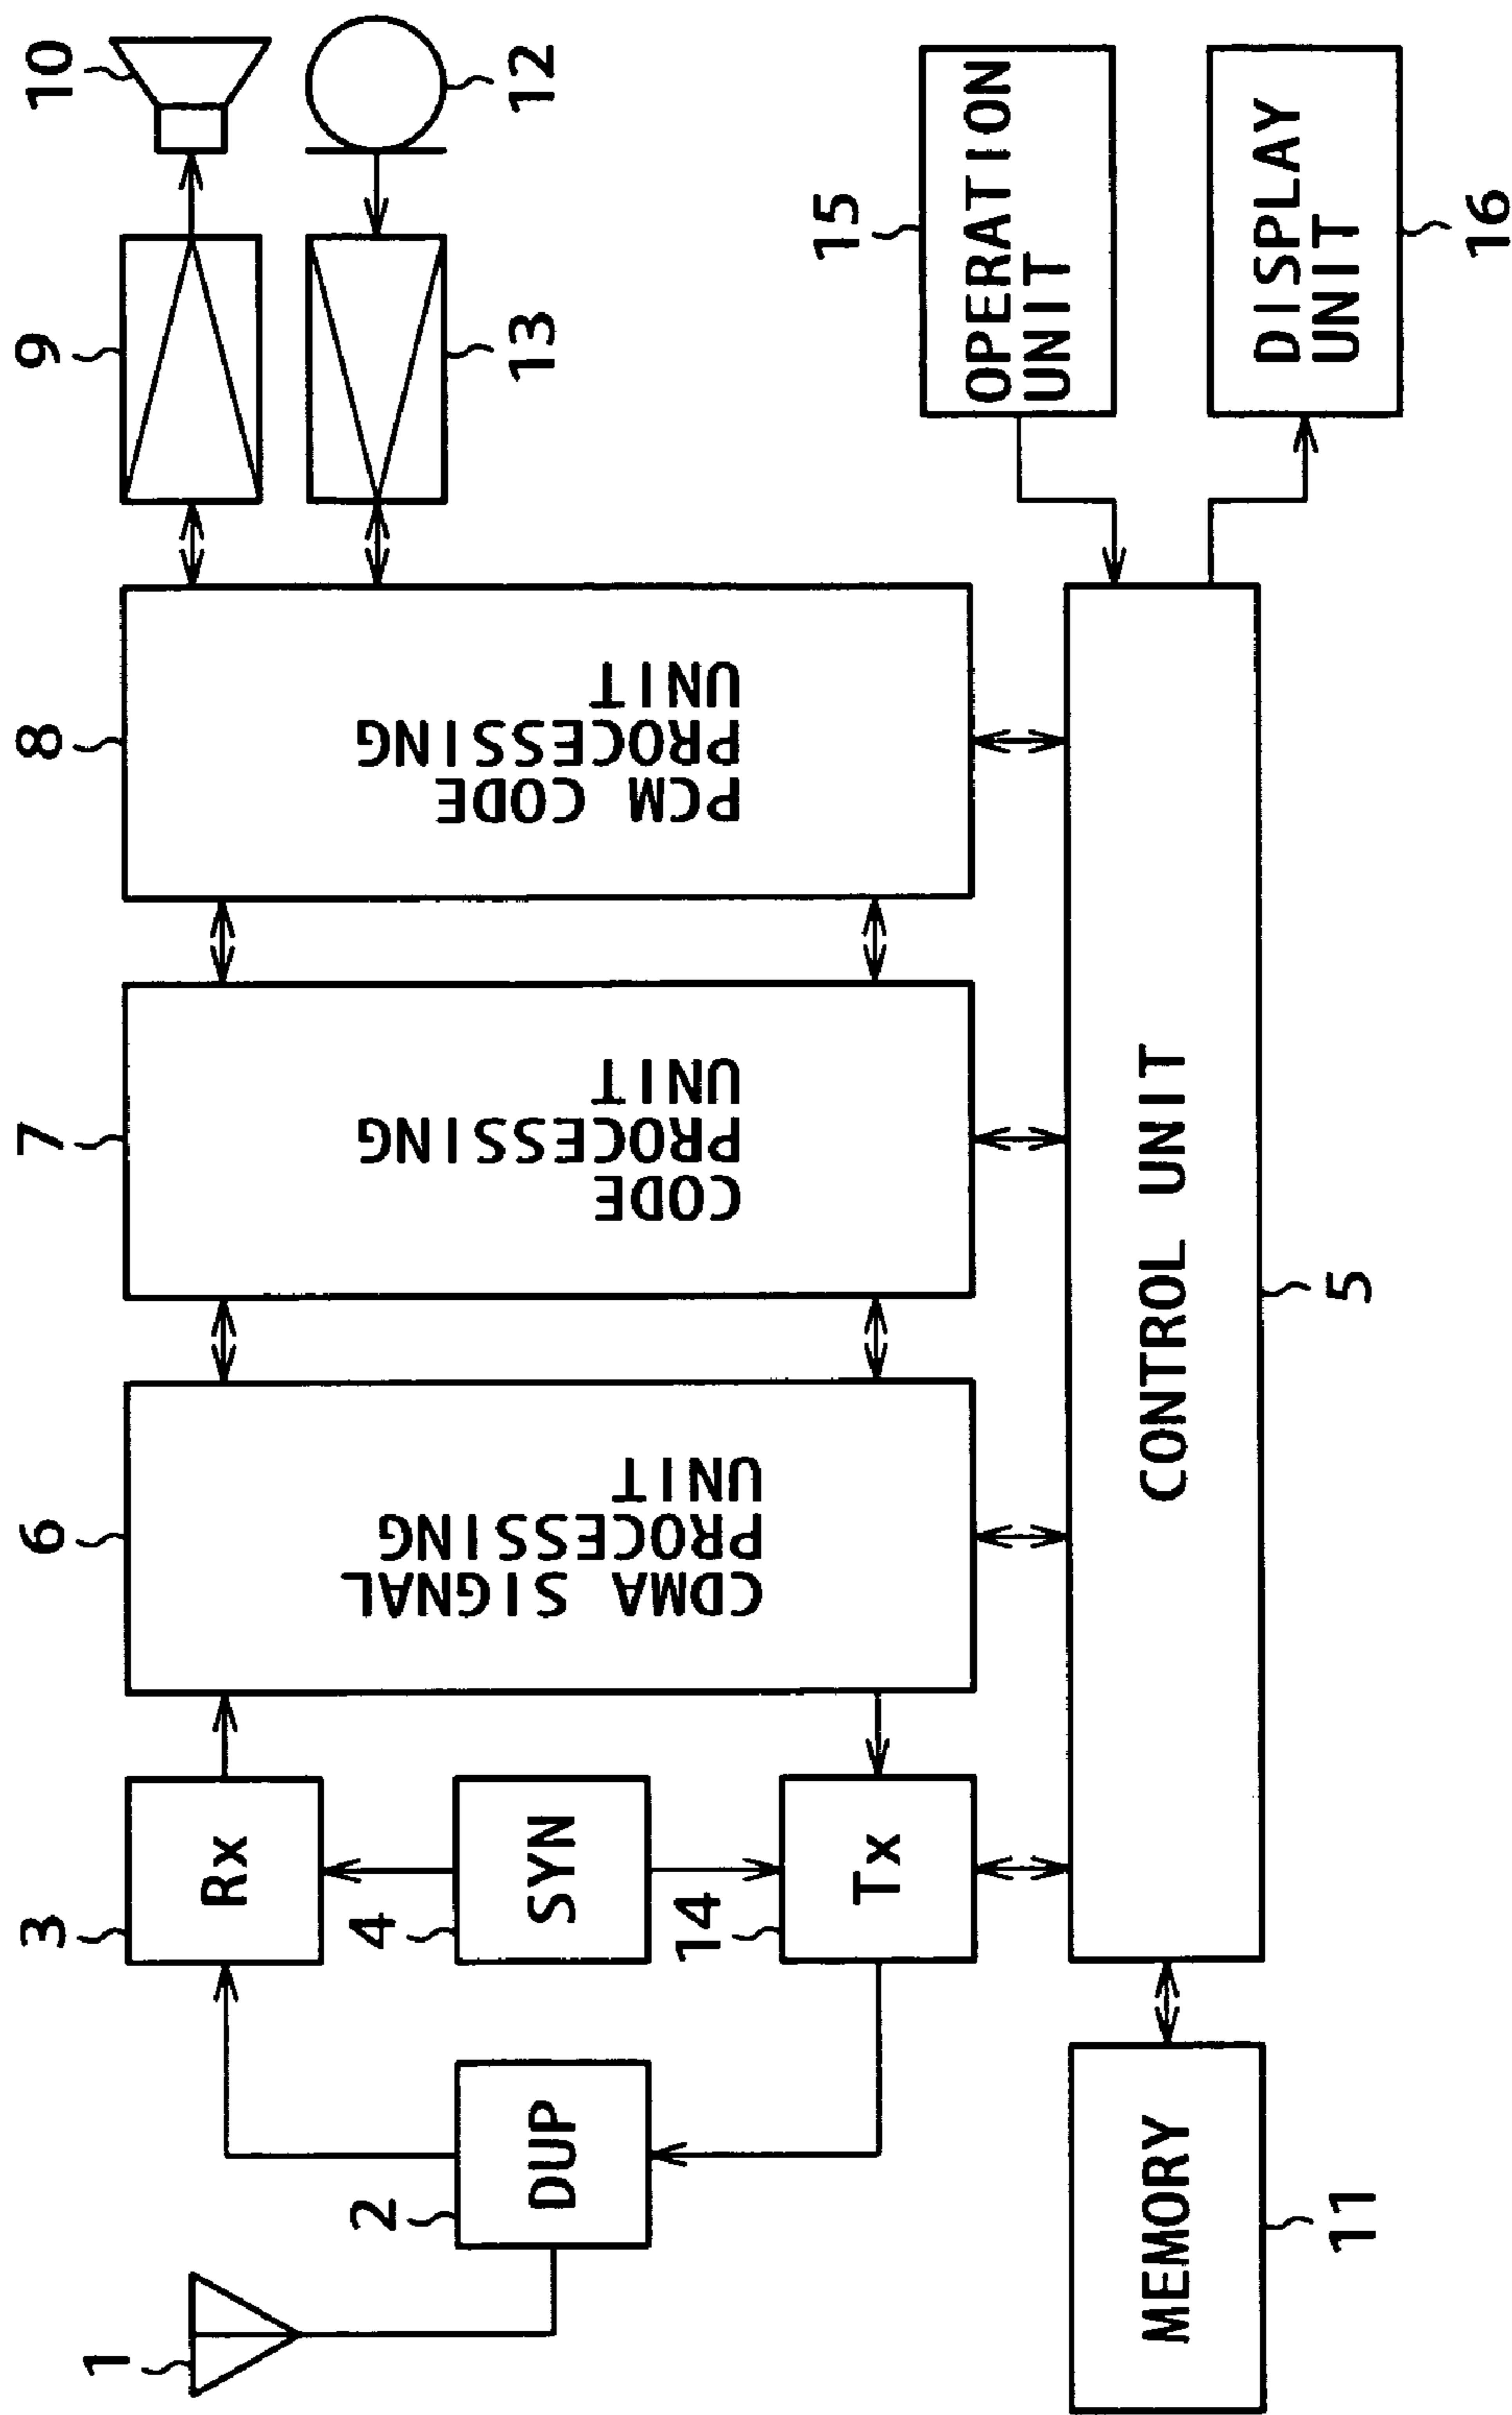 1
2
DUP
3
Rx
4
SYN
14
Tx
6
CDMA SIGNAL
PROCESSING
UNIT
7
CODE
PROCESSING
UNIT
8
PCM CODE
PROCESSING
UNIT
9
10
13
12
MEMORY
11
CONTROL UNIT
5
15
OPERATION
UNIT
DISPLAY
UNIT
16